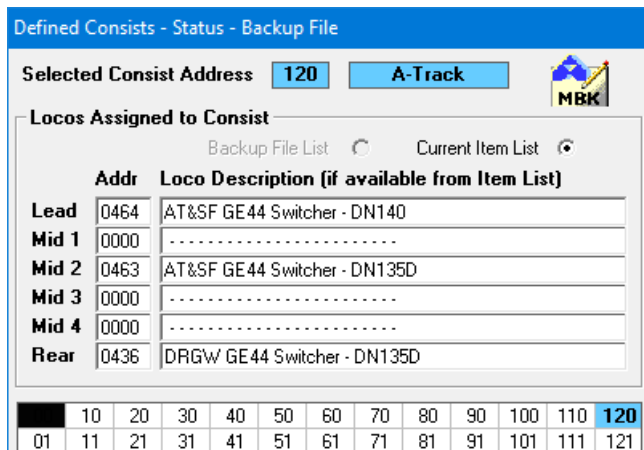 Defined Consists - Status - Backup File
Selected Consist Address 120 A-Track
MBK
Locos Assigned to Consist
Backup File List Current Item List
Addr Loco Description (if available from Item List)
Lead 0464 AT&SF GE44 Switcher - DN140
Mid 1 0000 - - - - - - - - - - - - - - - - - - - - - - - -
Mid 2 0463 AT&SF GE44 Switcher - DN135D
Mid 3 0000 - - - - - - - - - - - - - - - - - - - - - - - -
Mid 4 0000 - - - - - - - - - - - - - - - - - - - - - - - -
Rear 0436 DRGW GE44 Switcher - DN135D
10 20 30 40 50 60 70 80 90 100 110 120
01 11 21 31 41 51 61 71 81 91 101 111 121